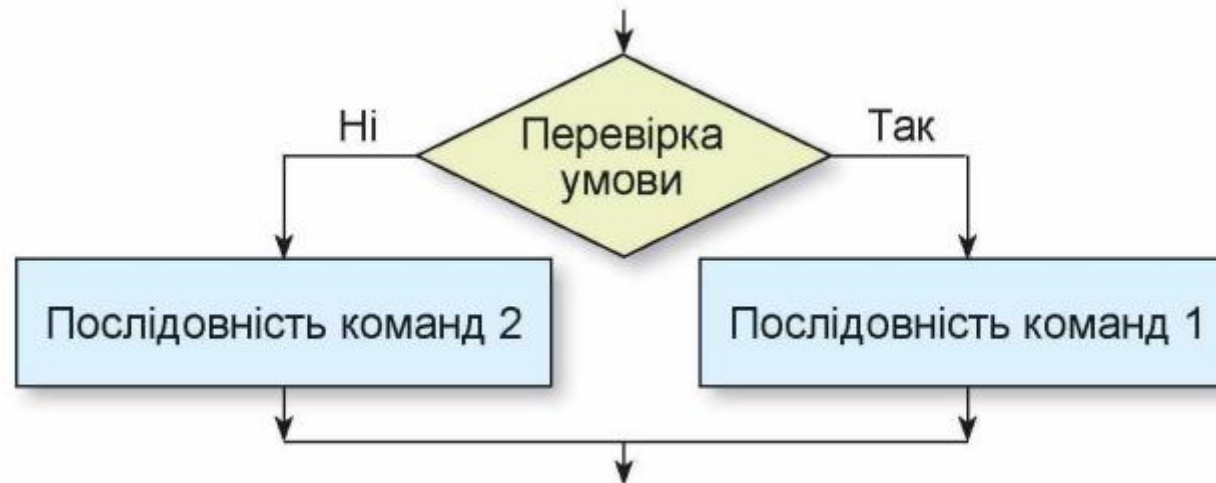 Ні
Перевірка
умови
Так
Послідовність команд 2
Послідовність команд 1